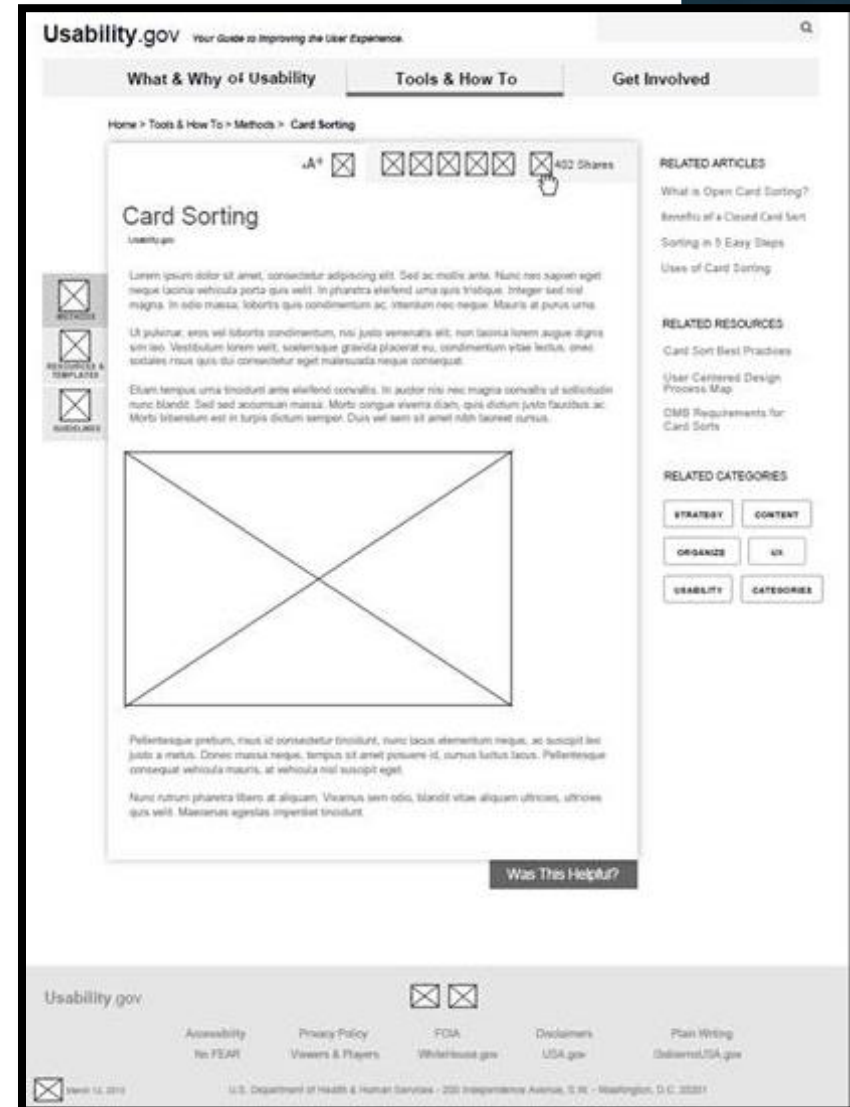 Usability.gov Your Guide to Improving the User Experience.
What & Why of Usability Tools & How To Get Involved
Home > Tools & How To > Methods > Card Sorting
A+ 402 Shares
Card Sorting
Usability.gov
METHODS
RESOURCES &
TEMPLATES
GUIDELINES
Lorem ipsum dolor sit amet, consectetur adipiscing elit. Sed ac mollis ante. Nunc nec sapien eget
neque lacinia vehicula porta quis velit. In pharetra eleifend urna quis tristique. Integer sed nisl
magna. In odio massa, lobortis quis condimentum ac, interdum nec neque. Mauris at purus urna.
Ut pulvinar, eros vel lobortis condimentum, nisi justo venenatis elit, non lacinia lorem augue
sim leo. Vestibulum lorem velit, scelerisque gravida placerat eu, condimentum vitae lectus.
sodales risus quis dui consectetur eget malesuada neque consequat.
Etiam tempus urna tincidunt ante eleifend convallis. In auctor nisi nec magna convallis ut sollicitudin
nunc blandit. Sed sed accumsan massa. Morbi congue viverra diam, quis dictum justo faucibus ac.
Morbi bibendum est in turpis dictum semper. Duis vel sem sit amet nibh laoreet cursus.
Pellentesque pretium, risus id consectetur tincidunt, nunc lacus elementum neque, ac suscipit leo
justo a metus. Donec massa neque, tempus sit amet posuere id, cursus luctus lacus. Pellentesque
consequat vehicula mauris, at vehicula nisl suscipit eget.
Nunc rutrum pharetra libero at aliquam. Vivamus sem odio, blandit vitae aliquam ultricies, ultricies
quis velit. Maecenas egestas imperdiet tincidunt.
Was This Helpful?
RELATED ARTICLES
What is Open Card Sorting?
Benefits of a Closed Card Sort
Sorting in 5 Easy Steps
Uses of Card Sorting
RELATED RESOURCES
Card Sort Best Practices
User Centered Design
Process Map
OMB Requirements for
Card Sorts
RELATED CATEGORIES
STRATEGY CONTENT
ORGANIZE UX
USABILITY CATEGORIES
Usability.gov
Accessibility Privacy Policy FOIA Disclaimers Plain Writing
No FEAR Viewers & Players WhiteHouse.gov USA.gov GobiernoUSA.gov
March 12, U.S. Department of Health & Human Services - 200 Independence Avenue, S.W. - Washington, D.C. 20201